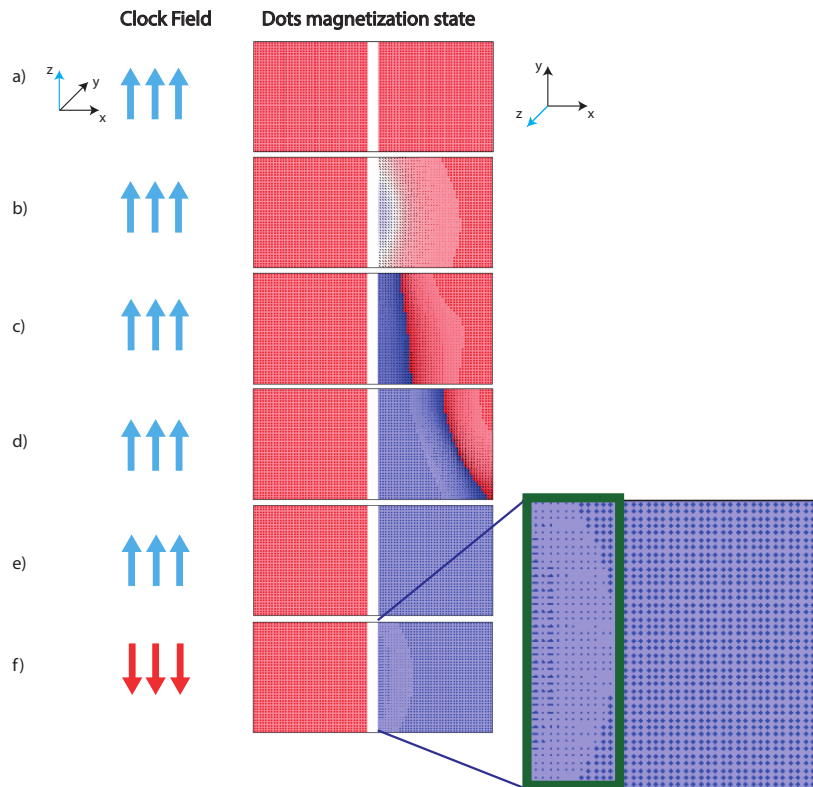 Clock Field
Dots magnetization state
a)
z
y
x
y
z
x
b)
c)
d)
e)
f)